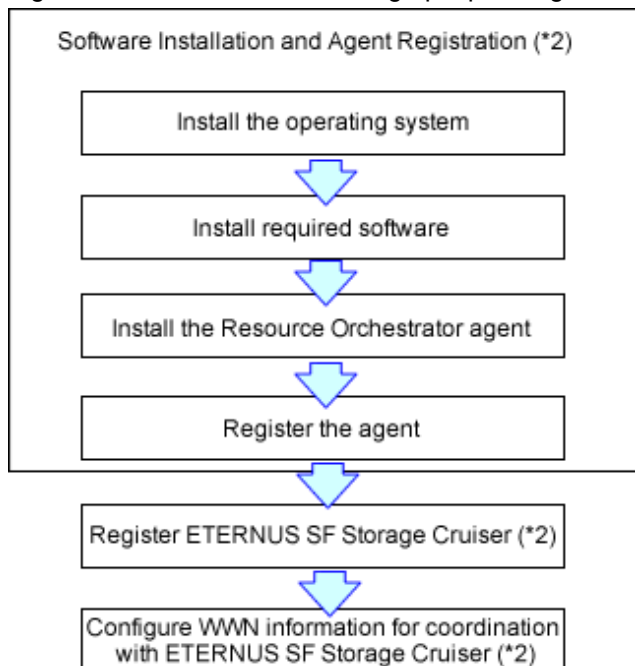 Software Installation and Agent Registration (*2)
Install the operating system
Install required software
Install the Resource Orchestrator agent
Register the agent
Register ETERNUS SF Storage Cruiser (*2)
Configure WWN information for coordination
with ETERNUS SF Storage Cruiser (*2)